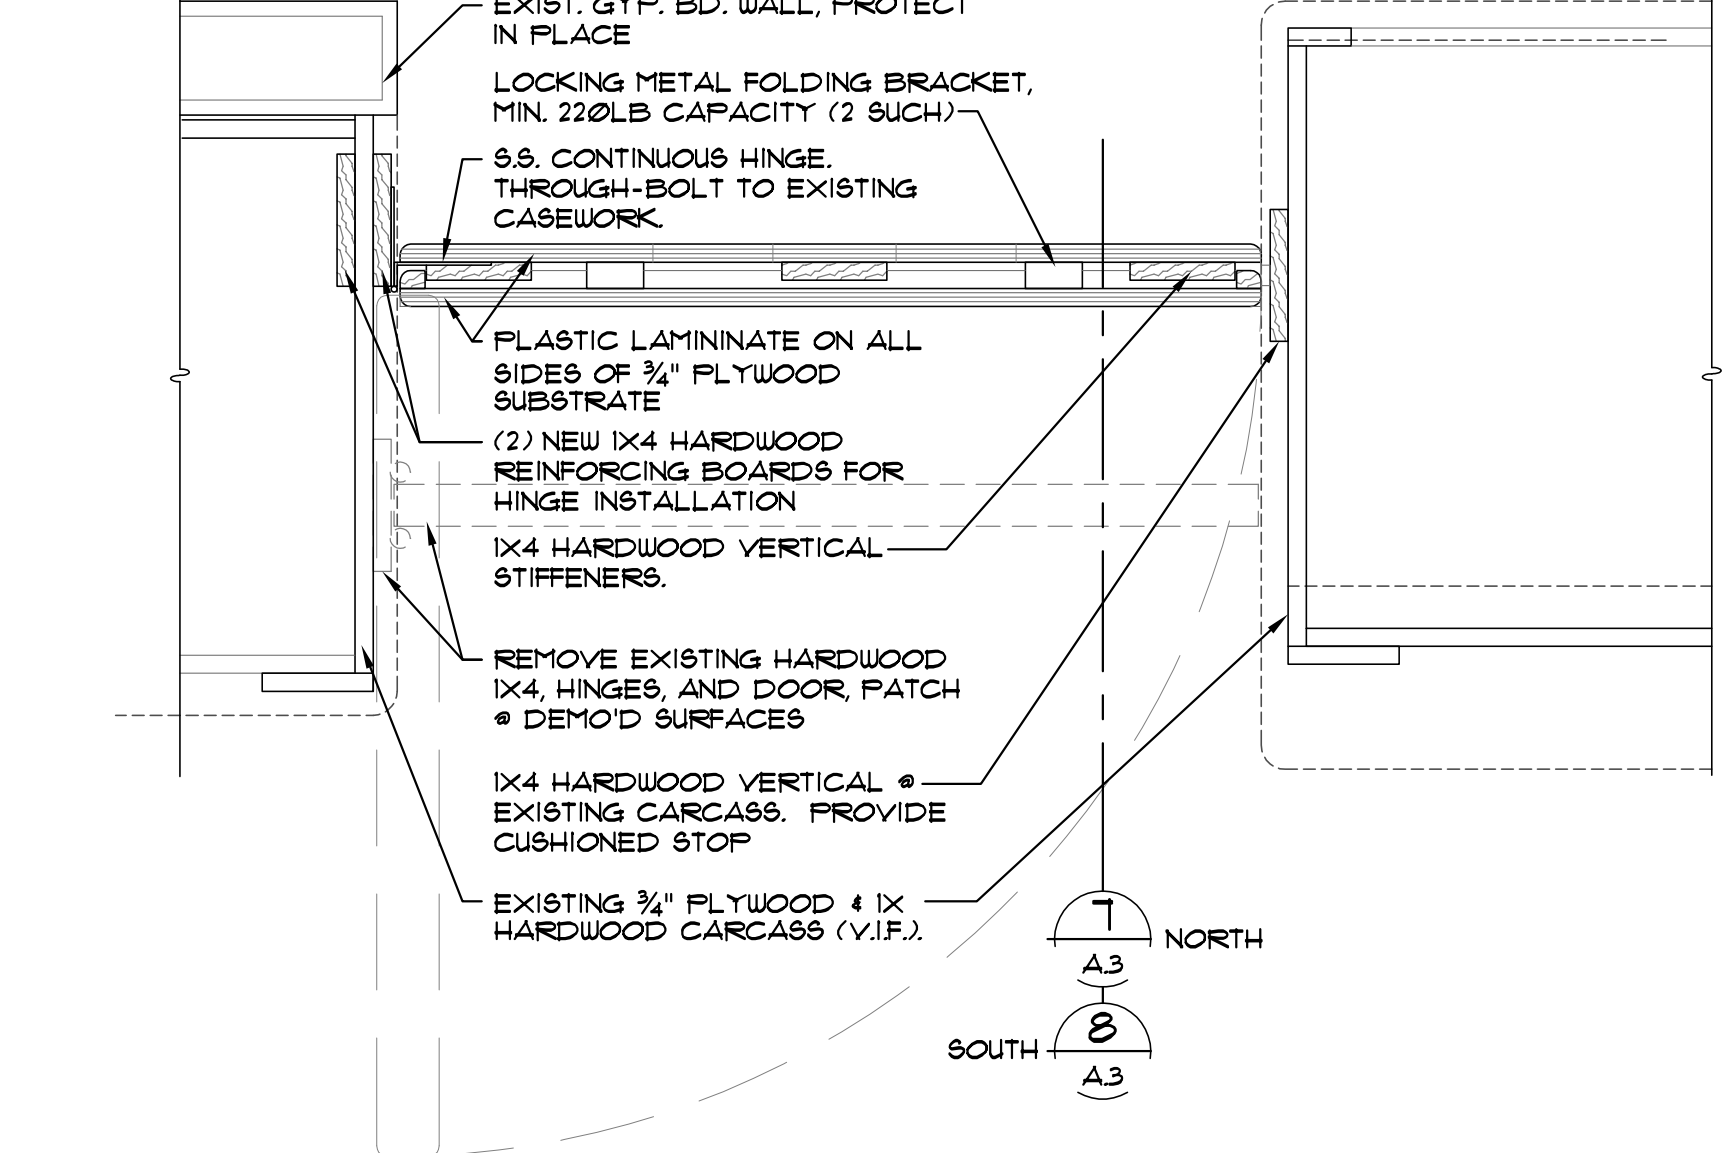 EXIST. GYP. BD. WALL, PROTECT
IN PLACE
LOCKING METAL FOLDING BRACKET,
MIN. 220LB CAPACITY (2 SUCH)
S.S. CONTINUOUS HINGE.
THROUGH-BOLT TO EXISTING
CASEWORK.
PLASTIC LAMININATE ON ALL
SIDES OF ¾" PLYWOOD
SUBSTRATE
(2) NEW 1X4 HARDWOOD
REINFORCING BOARDS FOR
HINGE INSTALLATION
1X4 HARDWOOD VERTICAL
STIFFENERS.
REMOVE EXISTING HARDWOOD
1X4, HINGES, AND DOOR, PATCH
@ DEMO'D SURFACES
1X4 HARDWOOD VERTICAL @
EXISTING CARCASS. PROVIDE
CUSHIONED STOP
EXISTING ¾" PLYWOOD & 1X
HARDWOOD CARCASS (V.I.F.).
7
NORTH
A.3
8
SOUTH
A.3